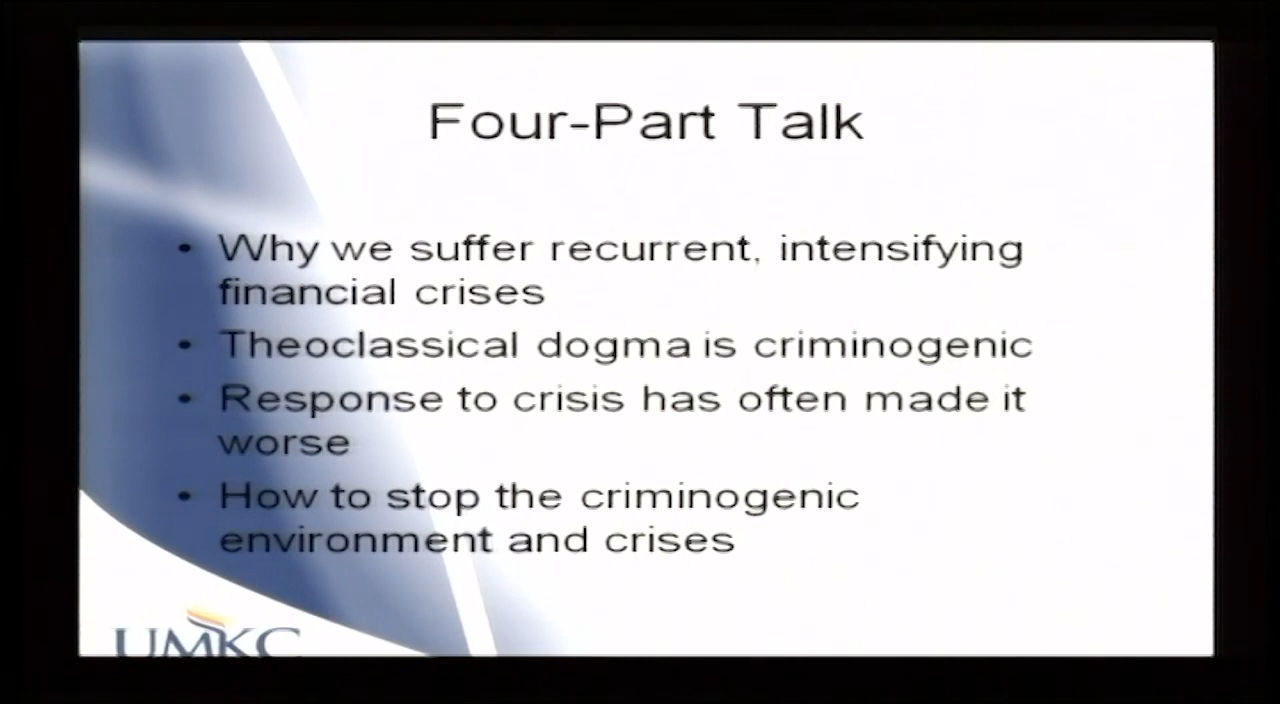 Four-Part Talk
• Why we suffer recurrent, intensifying
financial crises
• Theoclassical dogma is criminogenic
• Response to crisis has often made it
worse
• How to stop the criminogenic
environment and crises
UMKC